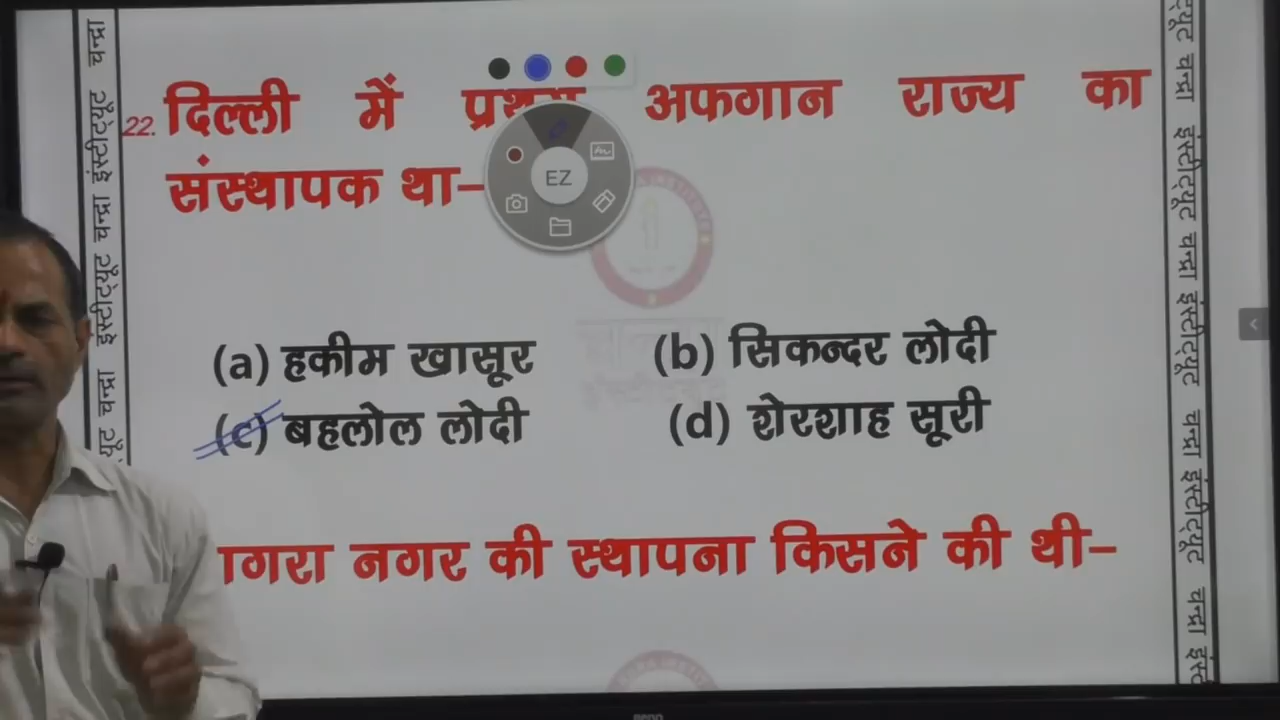 22. दिल्ली में प्रथम अफगान राज्य का
संस्थापक था–
EZ
(a) हकीम खासूर (b) सिकन्दर लोदी
(c) बहलोल लोदी (d) शेरशाह सूरी
ागरा नगर की स्थापना किसने की थी–
चन्द्रा इंस्टीट्यूट चन्द्रा इंस्टीट्यूट चन्द्रा
चन्द्रा इंस्टीट्यूट चन्द्रा इंस्टीट्यूट चन्द्रा इंस्टीट्यूट